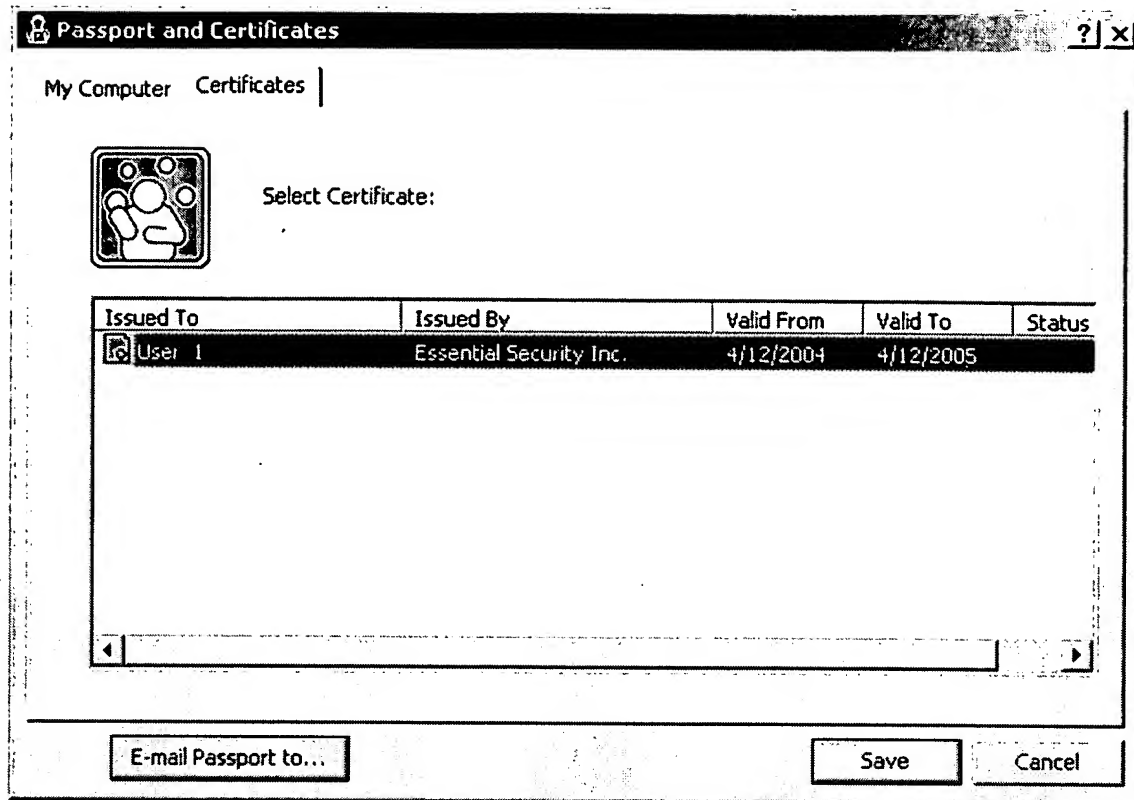 Passport and Certificates
My Computer Certificates
Select Certificate:
Issued To Issued By Valid From Valid To Status
User 1 Essential Security Inc. 4/12/2004 4/12/2005
E-mail Passport to... Save Cancel